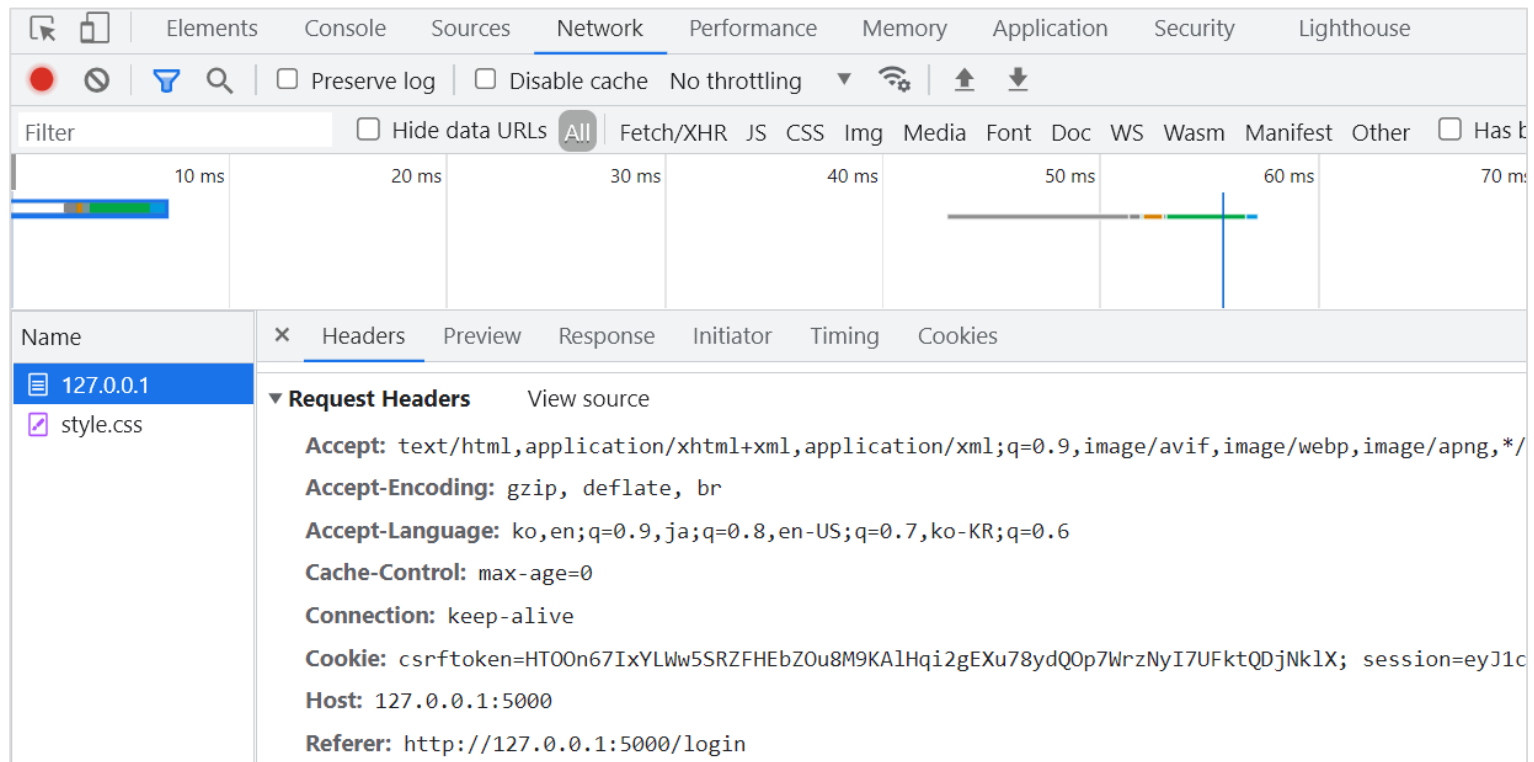 Elements Console Sources Network Performance Memory Application Security Lighthouse
Preserve log Disable cache No throttling
Filter Hide data URLs All Fetch/XHR JS CSS Img Media Font Doc WS Wasm Manifest Other Has b
10 ms 20 ms 30 ms 40 ms 50 ms 60 ms 70 ms
Name × Headers Preview Response Initiator Timing Cookies
127.0.0.1
Request Headers View source
style.css
Accept: text/html,application/xhtml+xml,application/xml;q=0.9,image/avif,image/webp,image/apng,*/
Accept-Encoding: gzip, deflate, br
Accept-Language: ko,en;q=0.9,ja;q=0.8,en-US;q=0.7,ko-KR;q=0.6
Cache-Control: max-age=0
Connection: keep-alive
Cookie: csrftoken=HTOOn67IxYLWw5SRZFHEbZOu8M9KAlHqi2gEXu78ydQOp7WrzNyI7UFktQDjNklX; session=eyJ1c
Host: 127.0.0.1:5000
Referer: http://127.0.0.1:5000/login